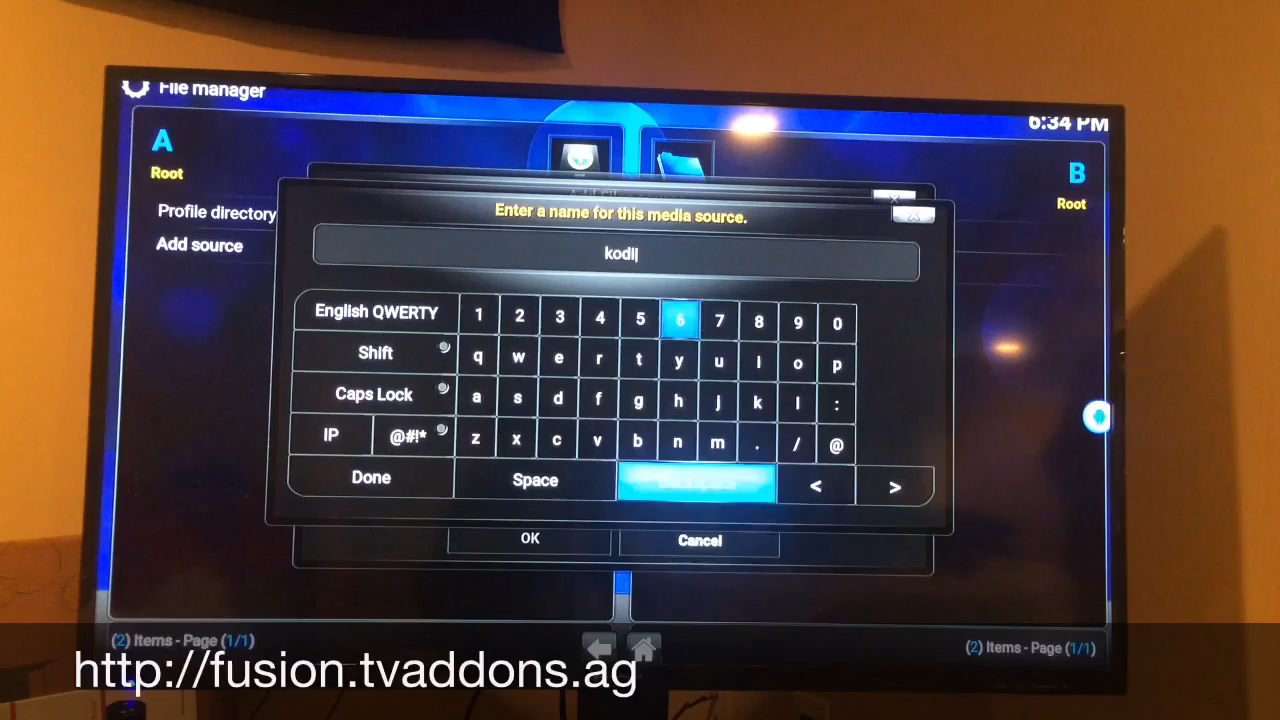 File manager
6:34 PM
A
B
Root
Root
Profile directory
Add source
Enter a name for this media source.
kodi
English QWERTY 1 2 3 4 5 6 7 8 9 0
Shift q w e r t y u i o p
Caps Lock a s d f g h j k l :
IP @#!* z x c v b n m . / @
Done Space Backspace < >
OK Cancel
(2) Items - Page (1/1)
(2) Items - Page (1/1)
http://fusion.tvaddons.ag